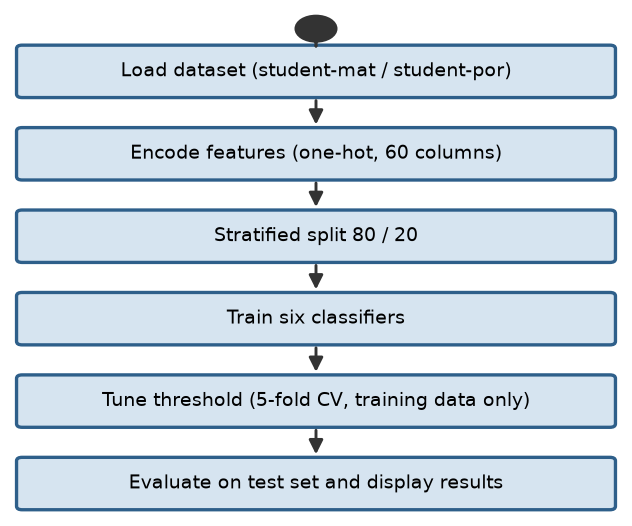 Load dataset (student-mat / student-por)
Encode features (one-hot, 60 columns)
Stratified split 80 / 20
Train six classifiers
Tune threshold (5-fold CV, training data only)
Evaluate on test set and display results